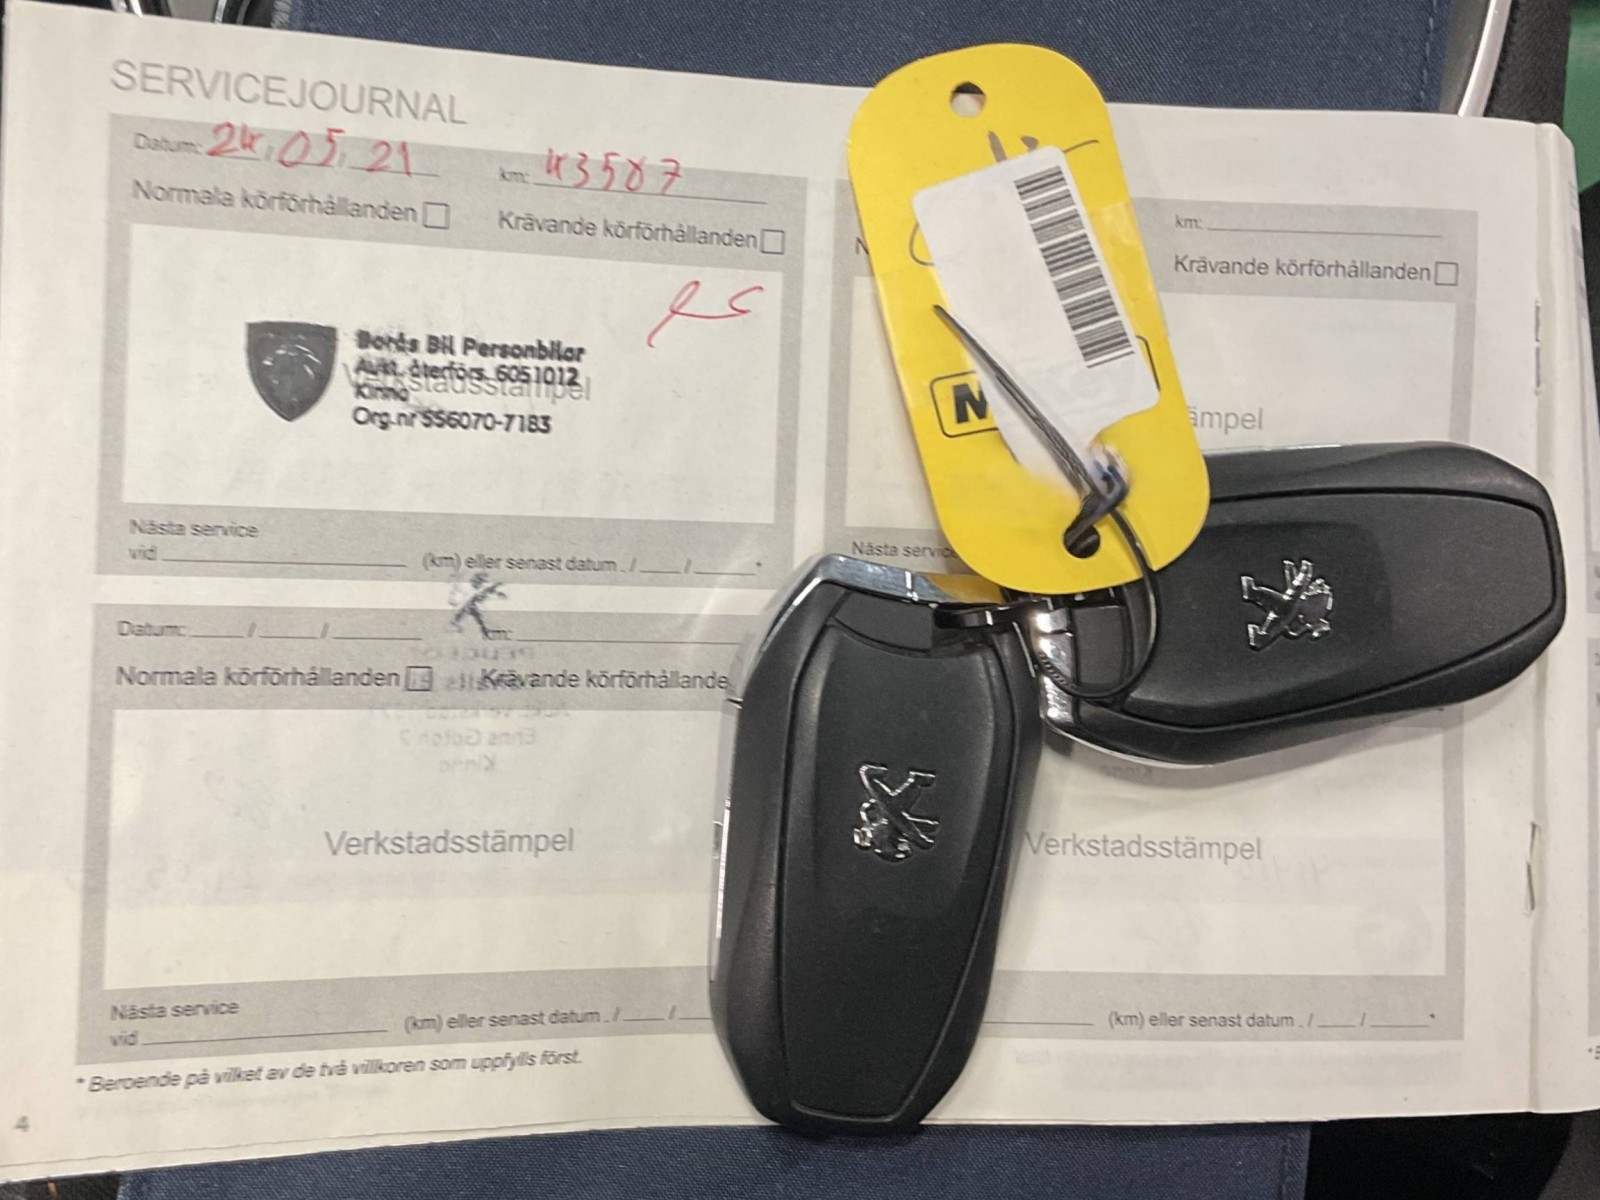 SERVICEJOURNAL
Datum: 24/05/21 km: 43587
Normala körförhållanden Krävande körförhållanden
Borås Bil Personbilar
Aukt. återförs. 6051012
Kinna
Org.nr 556070-7183
Verkstadsstämpel
Nästa service
vid (km) eller senast datum . / / *
km:
Krävande körförhållanden
ämpel
Nästa service
Datum: / / km:
Normala körförhållanden Krävande körförhållande
Verkstadsstämpel
Nästa service
vid (km) eller senast datum . / /
Verkstadsstämpel
(km) eller senast datum . / / *
* Beroende på vilket av de två villkoren som uppfylls först.
4